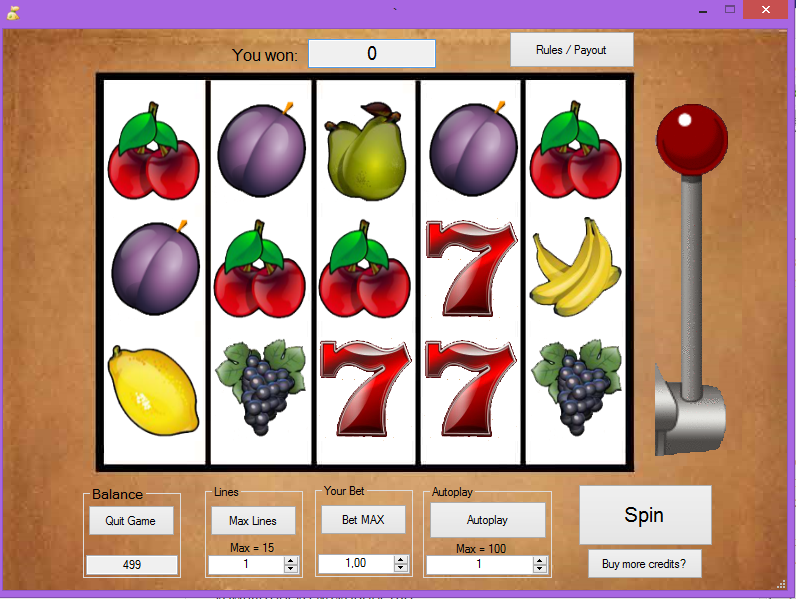 You won:
0
Rules / Payout
Balance
Quit Game
499
Lines
Max Lines
Max = 15
1
Your Bet
Bet MAX
1,00
Autoplay
Autoplay
Max = 100
1
Spin
Buy more credits?